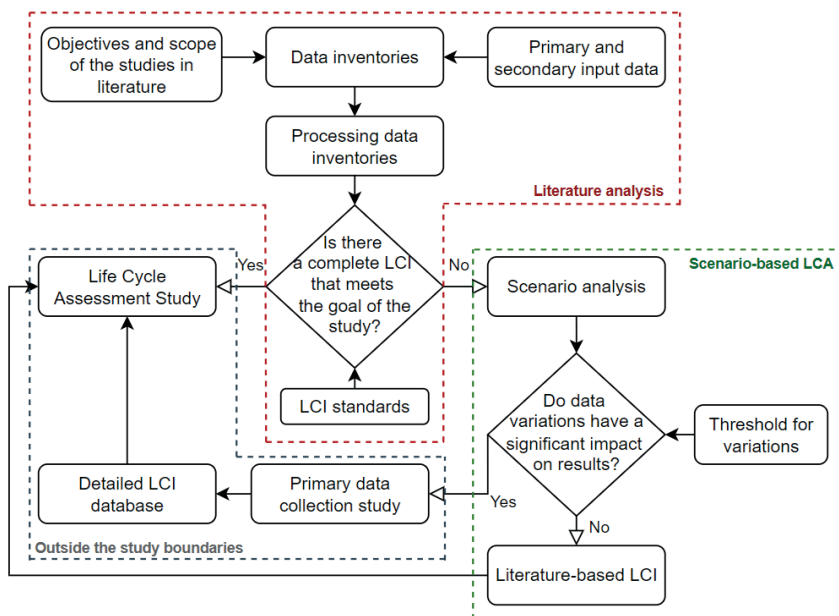 Objectives and scope
of the studies in
literature
Data inventories
Primary and
secondary input data
Processing data
inventories
Literature analysis
Is there
a complete LCI
that meets
the goal of the
study?
Yes
No
Life Cycle
Assessment Study
Scenario-based LCA
Scenario analysis
LCI standards
Do data
variations have a
significant impact
on results?
Threshold for
variations
Detailed LCI
database
Primary data
collection study
Yes
No
Outside the study boundaries
Literature-based LCI